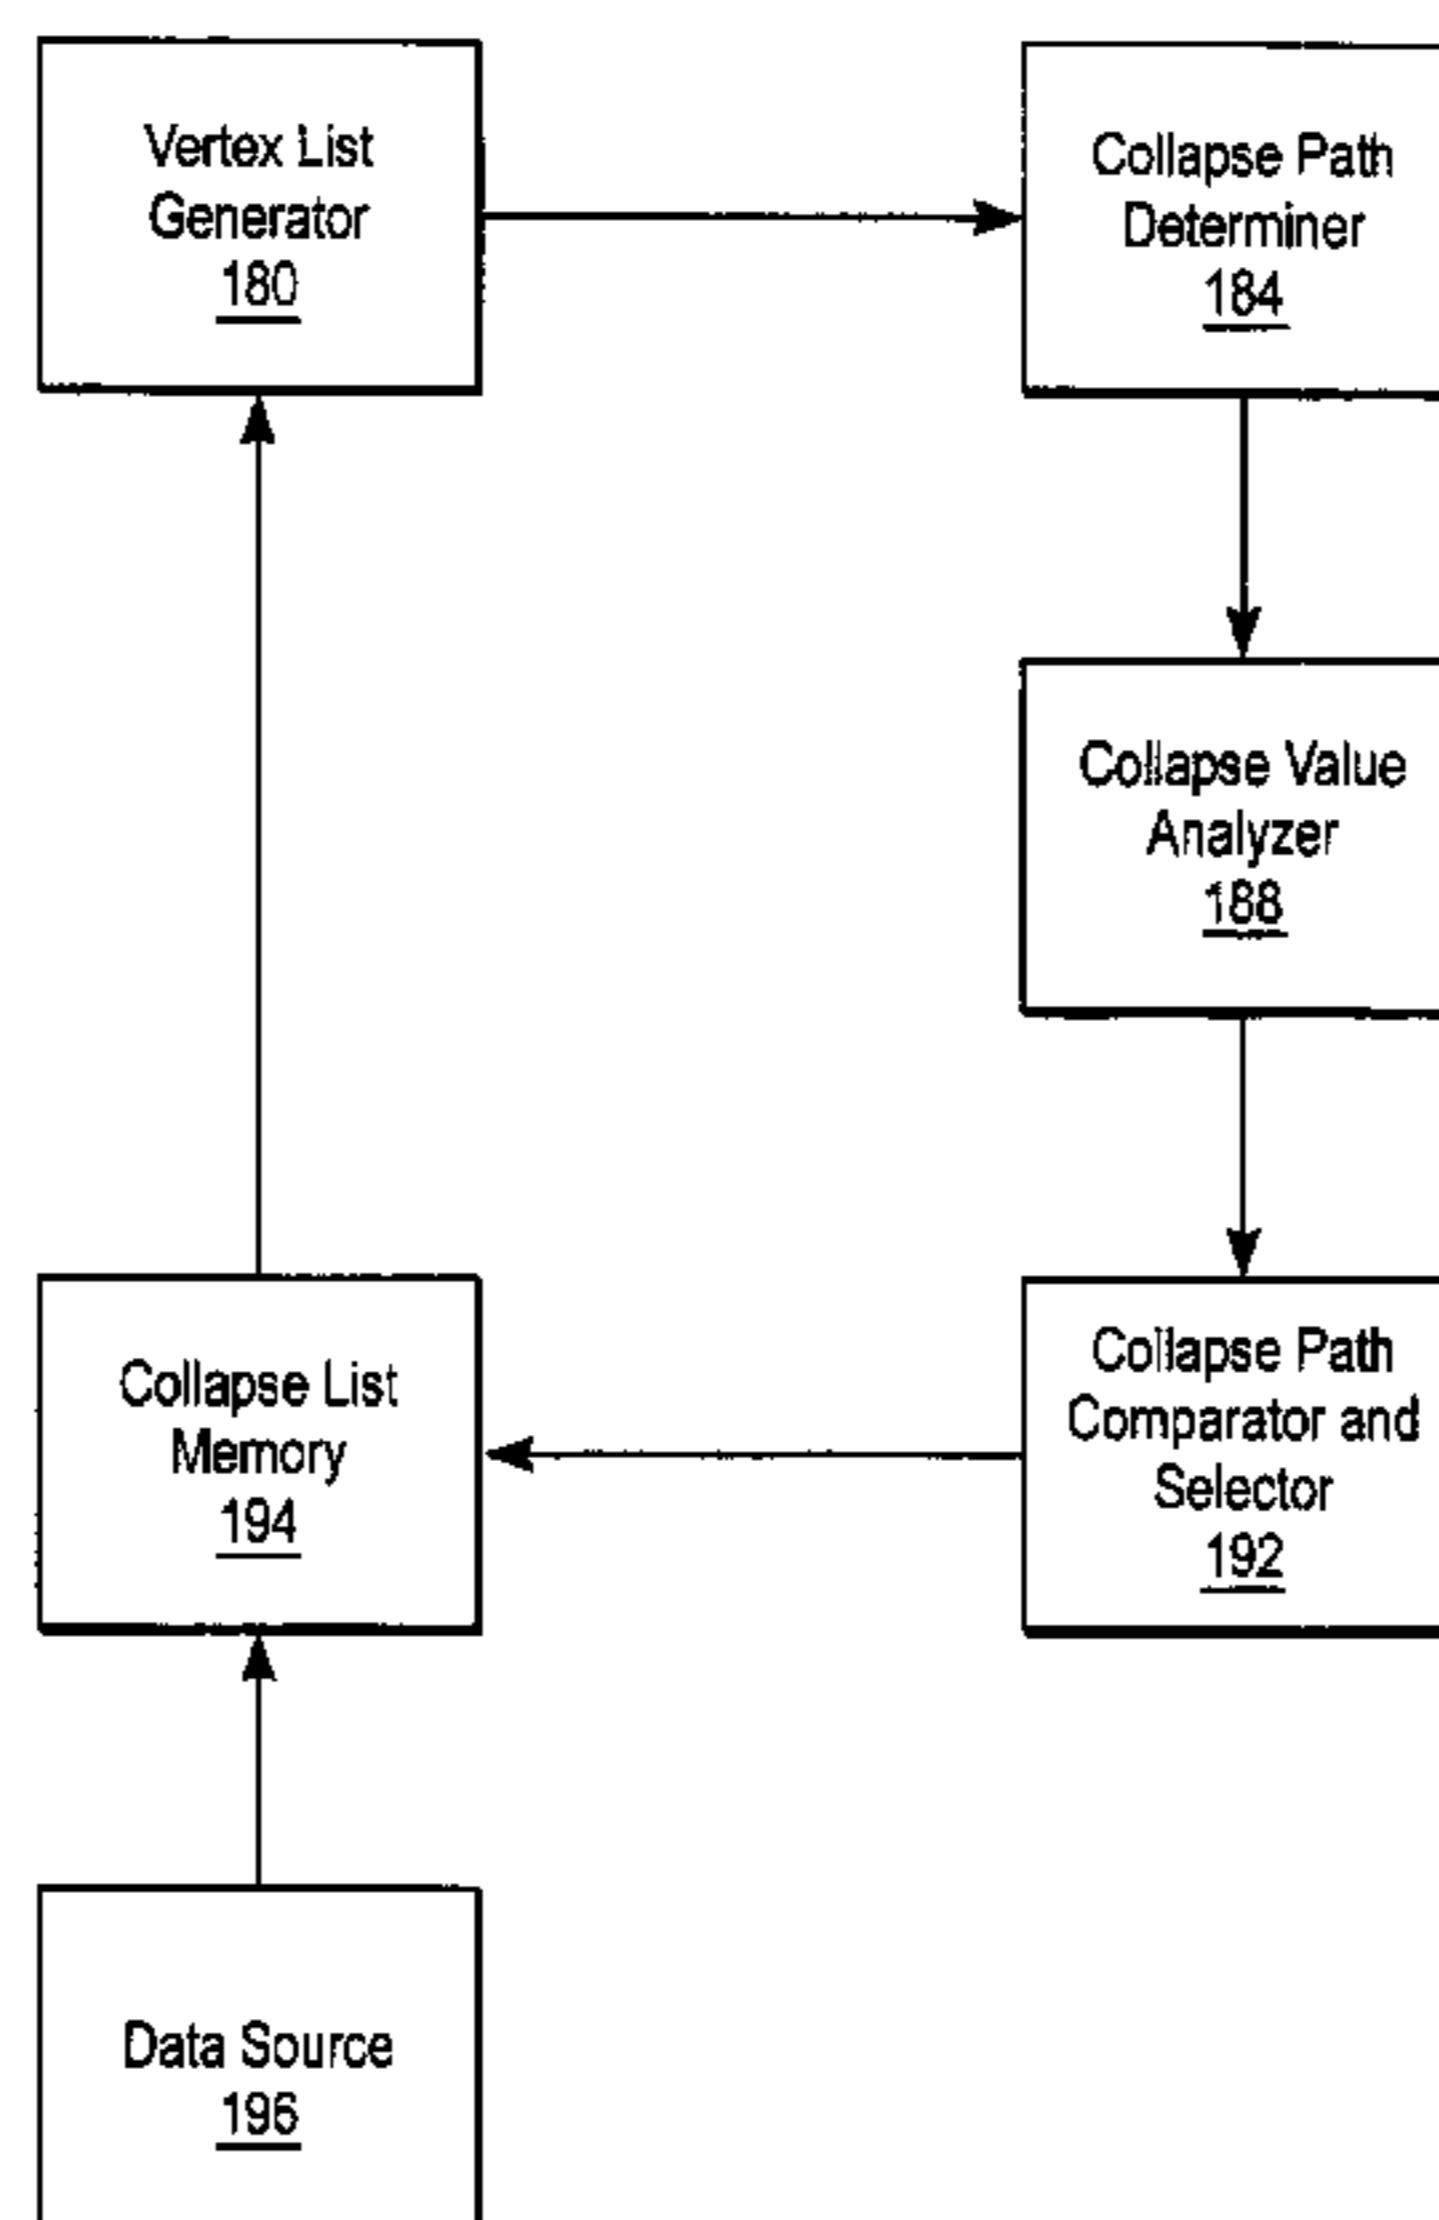 Vertex List
Generator
180
Collapse Path
Determiner
184
Collapse Value
Analyzer
188
Collapse List
Memory
194
Collapse Path
Comparator and
Selector
192
Data Source
196